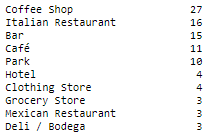 Coffee Shop 27
Italian Restaurant 16
Bar 15
Café 11
Park 10
Hotel 4
Clothing Store 4
Grocery Store 3
Mexican Restaurant 3
Deli / Bodega 3